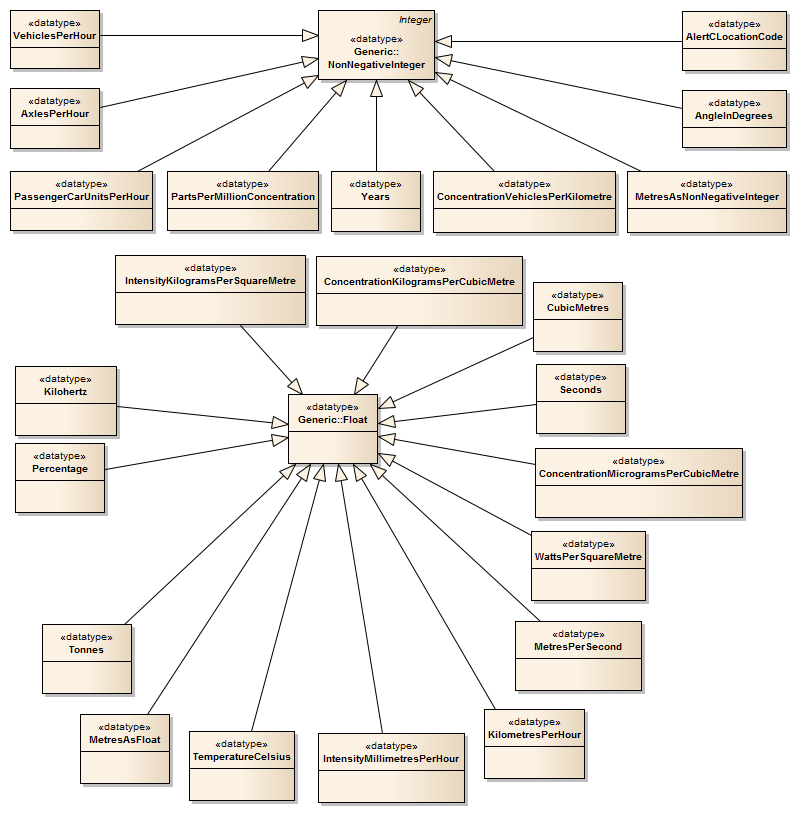 «datatype»
VehiclesPerHour
Integer
«datatype»
Generic::
NonNegativeInteger
«datatype»
AlertCLocationCode
«datatype»
AxlesPerHour
«datatype»
AngleInDegrees
«datatype»
PassengerCarUnitsPerHour
«datatype»
PartsPerMillionConcentration
«datatype»
Years
«datatype»
ConcentrationVehiclesPerKilometre
«datatype»
MetresAsNonNegativeInteger
«datatype»
IntensityKilogramsPerSquareMetre
«datatype»
ConcentrationKilogramsPerCubicMetre
«datatype»
CubicMetres
«datatype»
Kilohertz
«datatype»
Generic::Float
«datatype»
Seconds
«datatype»
Percentage
«datatype»
ConcentrationMicrogramsPerCubicMetre
«datatype»
WattsPerSquareMetre
«datatype»
Tonnes
«datatype»
MetresPerSecond
«datatype»
MetresAsFloat
«datatype»
TemperatureCelsius
«datatype»
IntensityMillimetresPerHour
«datatype»
KilometresPerHour